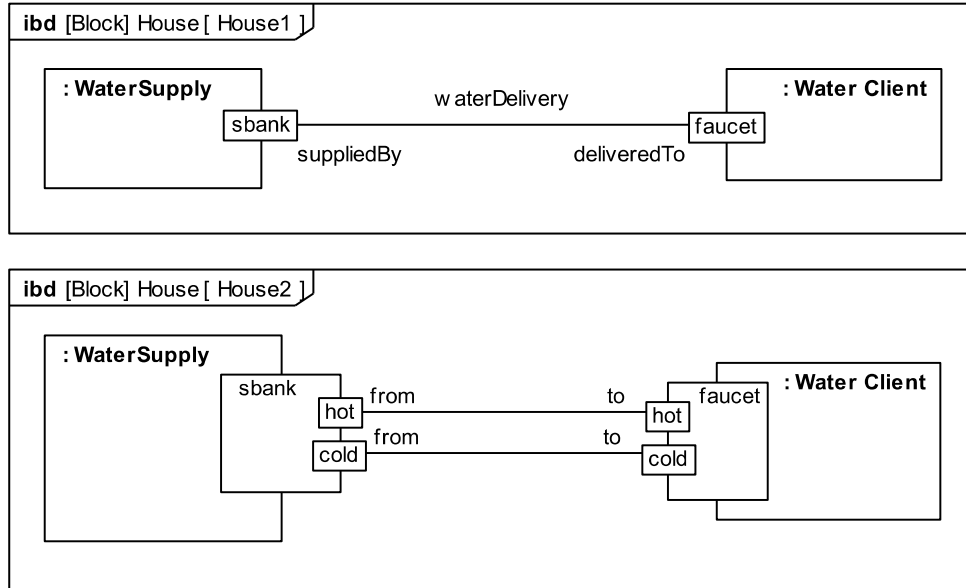 ibd [Block] House [ House1 ]
: WaterSupply
: Water Client
waterDelivery
sbank
faucet
suppliedBy
deliveredTo
ibd [Block] House [ House2 ]
: WaterSupply
: Water Client
sbank
faucet
from
to
hot
hot
from
to
cold
cold